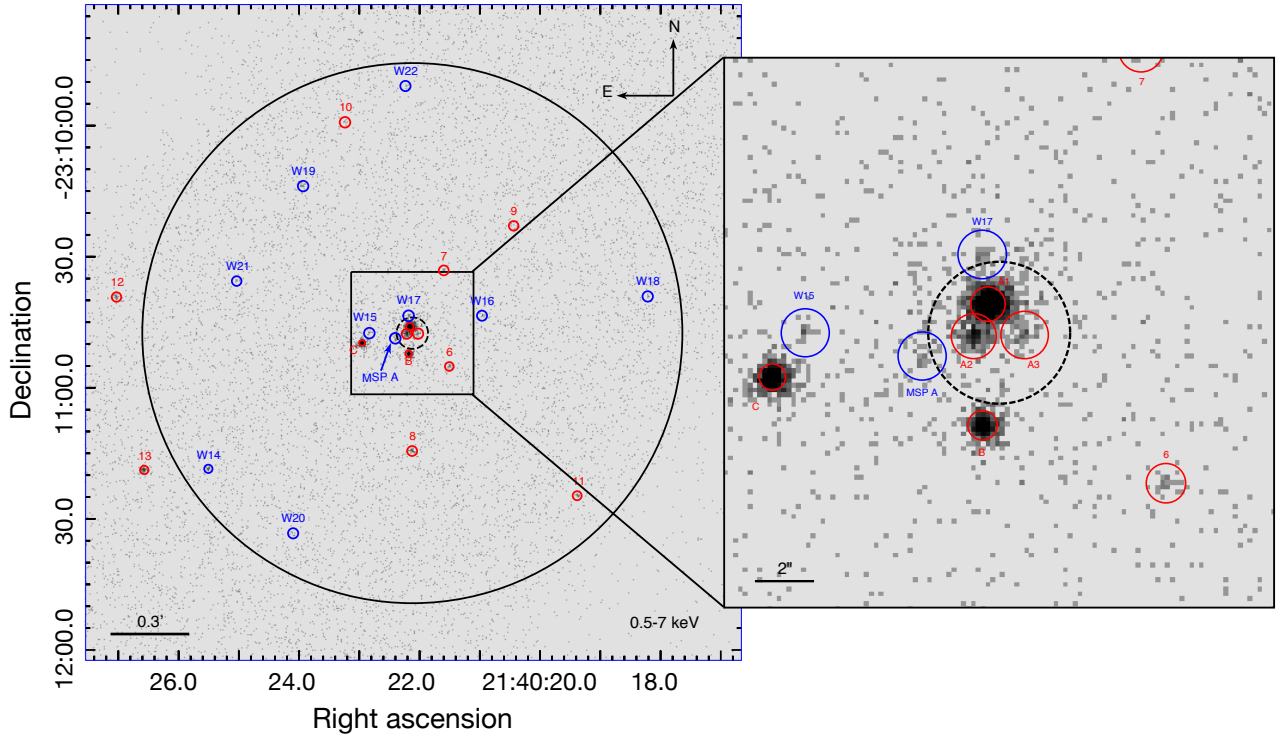 N
E
W22
10
W19
9
7
W21
12
W18
W17
W16
W15
C
B
6
MSP A
8
13
W14
11
W20
0.3'
0.5-7 keV
-23:10:00.0
30.0
11:00.0
30.0
12:00.0
Declination
26.0
24.0
22.0
21:40:20.0
18.0
Right ascension
7
W17
W15
A
A2
A3
MSP A
C
B
6
2"